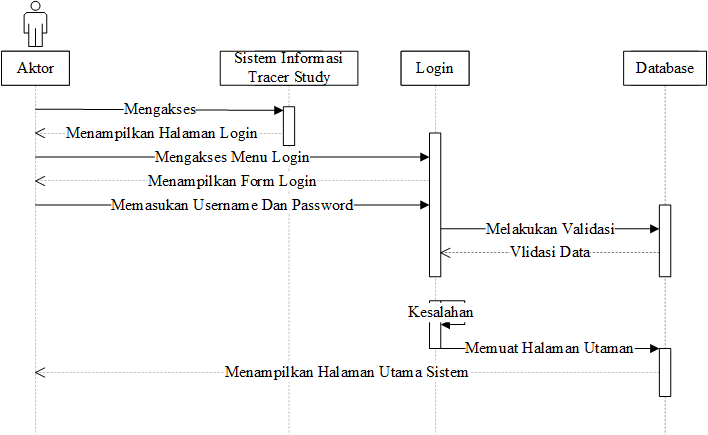 Aktor
Sistem Informasi
Tracer Study
Login
Database
Mengakses
Menampilkan Halaman Login
Mengakses Menu Login
Menampilkan Form Login
Memasukan Username Dan Password
Melakukan Validasi
Vlidasi Data
Kesalahan
Memuat Halaman Utaman
Menampilkan Halaman Utama Sistem